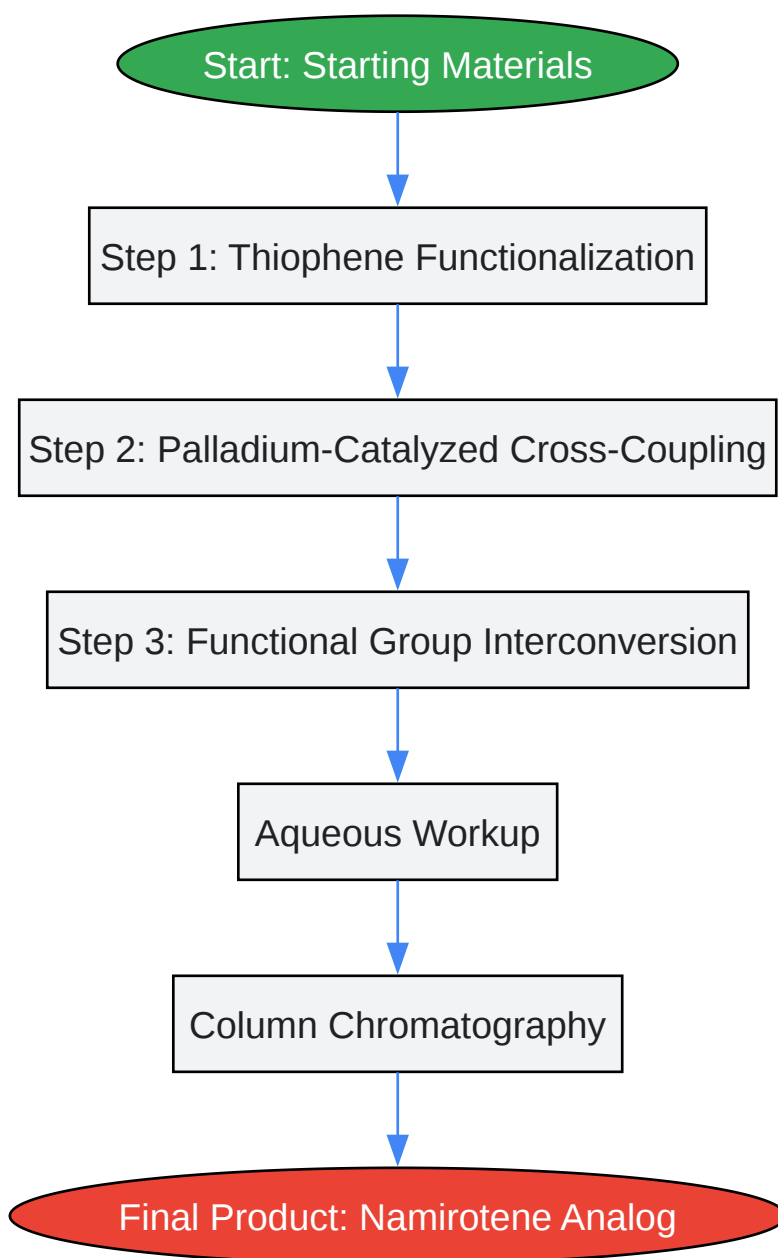 Start: Starting Materials
Step 1: Thiophene Functionalization
Step 2: Palladium-Catalyzed Cross-Coupling
Step 3: Functional Group Interconversion
Aqueous Workup
Column Chromatography
Final Product: Namirotene Analog